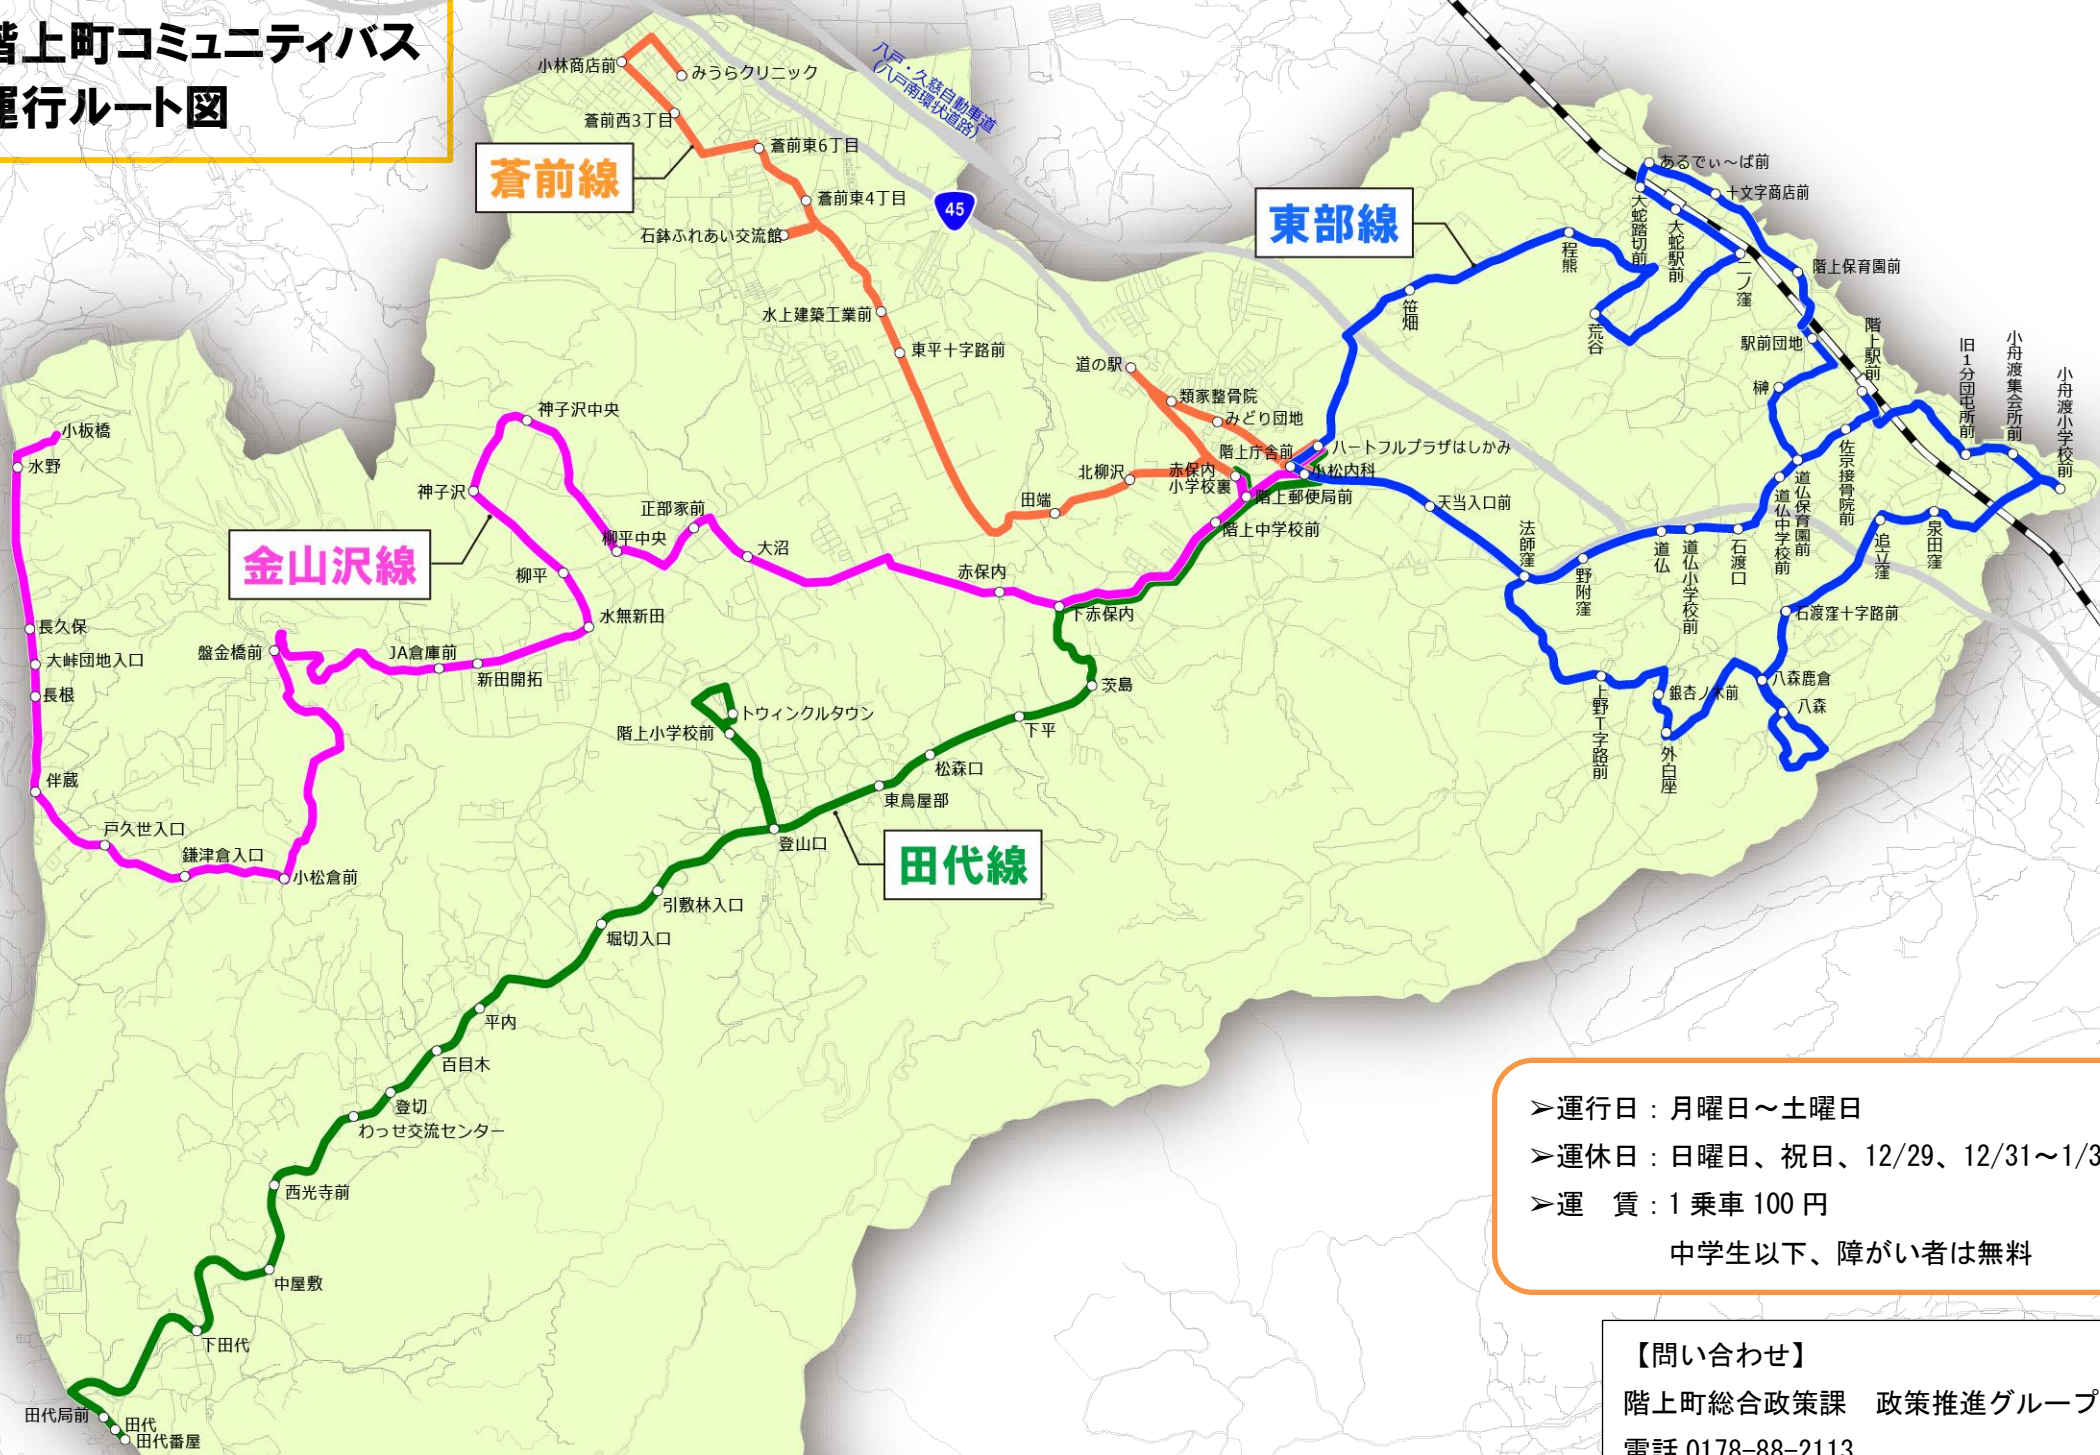 階上町コミュニティバス
運行ルート図
八戸・久慈自動車道
(八戸南環状道路)
45
蒼前線
小林商店前
みうらクリニック
蒼前西3丁目
蒼前東6丁目
蒼前東4丁目
石鉢ふれあい交流館
水上建築工業前
東平十字路前
道の駅
類家整骨院
みどり団地
階上庁舎前
ハートフルプラザはしかみ
小松内科
北柳沢
赤保内
小学校裏
階上郵便局前
田端
階上中学校前
東部線
あるでぃ～ば前
十文字商店前
大蛇踏切前
大蛇駅前
二ノ窪
程熊
階上保育園前
笹畑
荒谷
駅前団地
階上駅前
榊
旧1分団屯所前
小舟渡集会所前
小舟渡小学校前
佐京接骨院前
道仏保育園前
道仏中学校前
天当入口前
法師窪
野附窪
道仏
道仏小学校前
石渡口
追立窪
泉田窪
石渡窪十字路前
八森鹿倉
八森
銀杏ノ木前
上野T字路前
外白座
金山沢線
小板橋
水野
神子沢中央
神子沢
正部家前
柳平中央
大沼
赤保内
下赤保内
柳平
水無新田
長久保
大峠団地入口
長根
盤金橋前
JA倉庫前
新田開拓
伴蔵
戸久世入口
鎌津倉入口
小松倉前
田代線
茨島
下平
松森口
東鳥屋部
トウィンクルタウン
階上小学校前
登山口
引敷林入口
堀切入口
平内
百目木
登切
わっせ交流センター
西光寺前
中屋敷
下田代
田代局前
田代
田代番屋
➢運行日：月曜日～土曜日
➢運休日：日曜日、祝日、12/29、12/31～1/3
➢運　賃：1乗車100円
中学生以下、障がい者は無料
【問い合わせ】
階上町総合政策課　政策推進グループ
電話 0178-88-2113